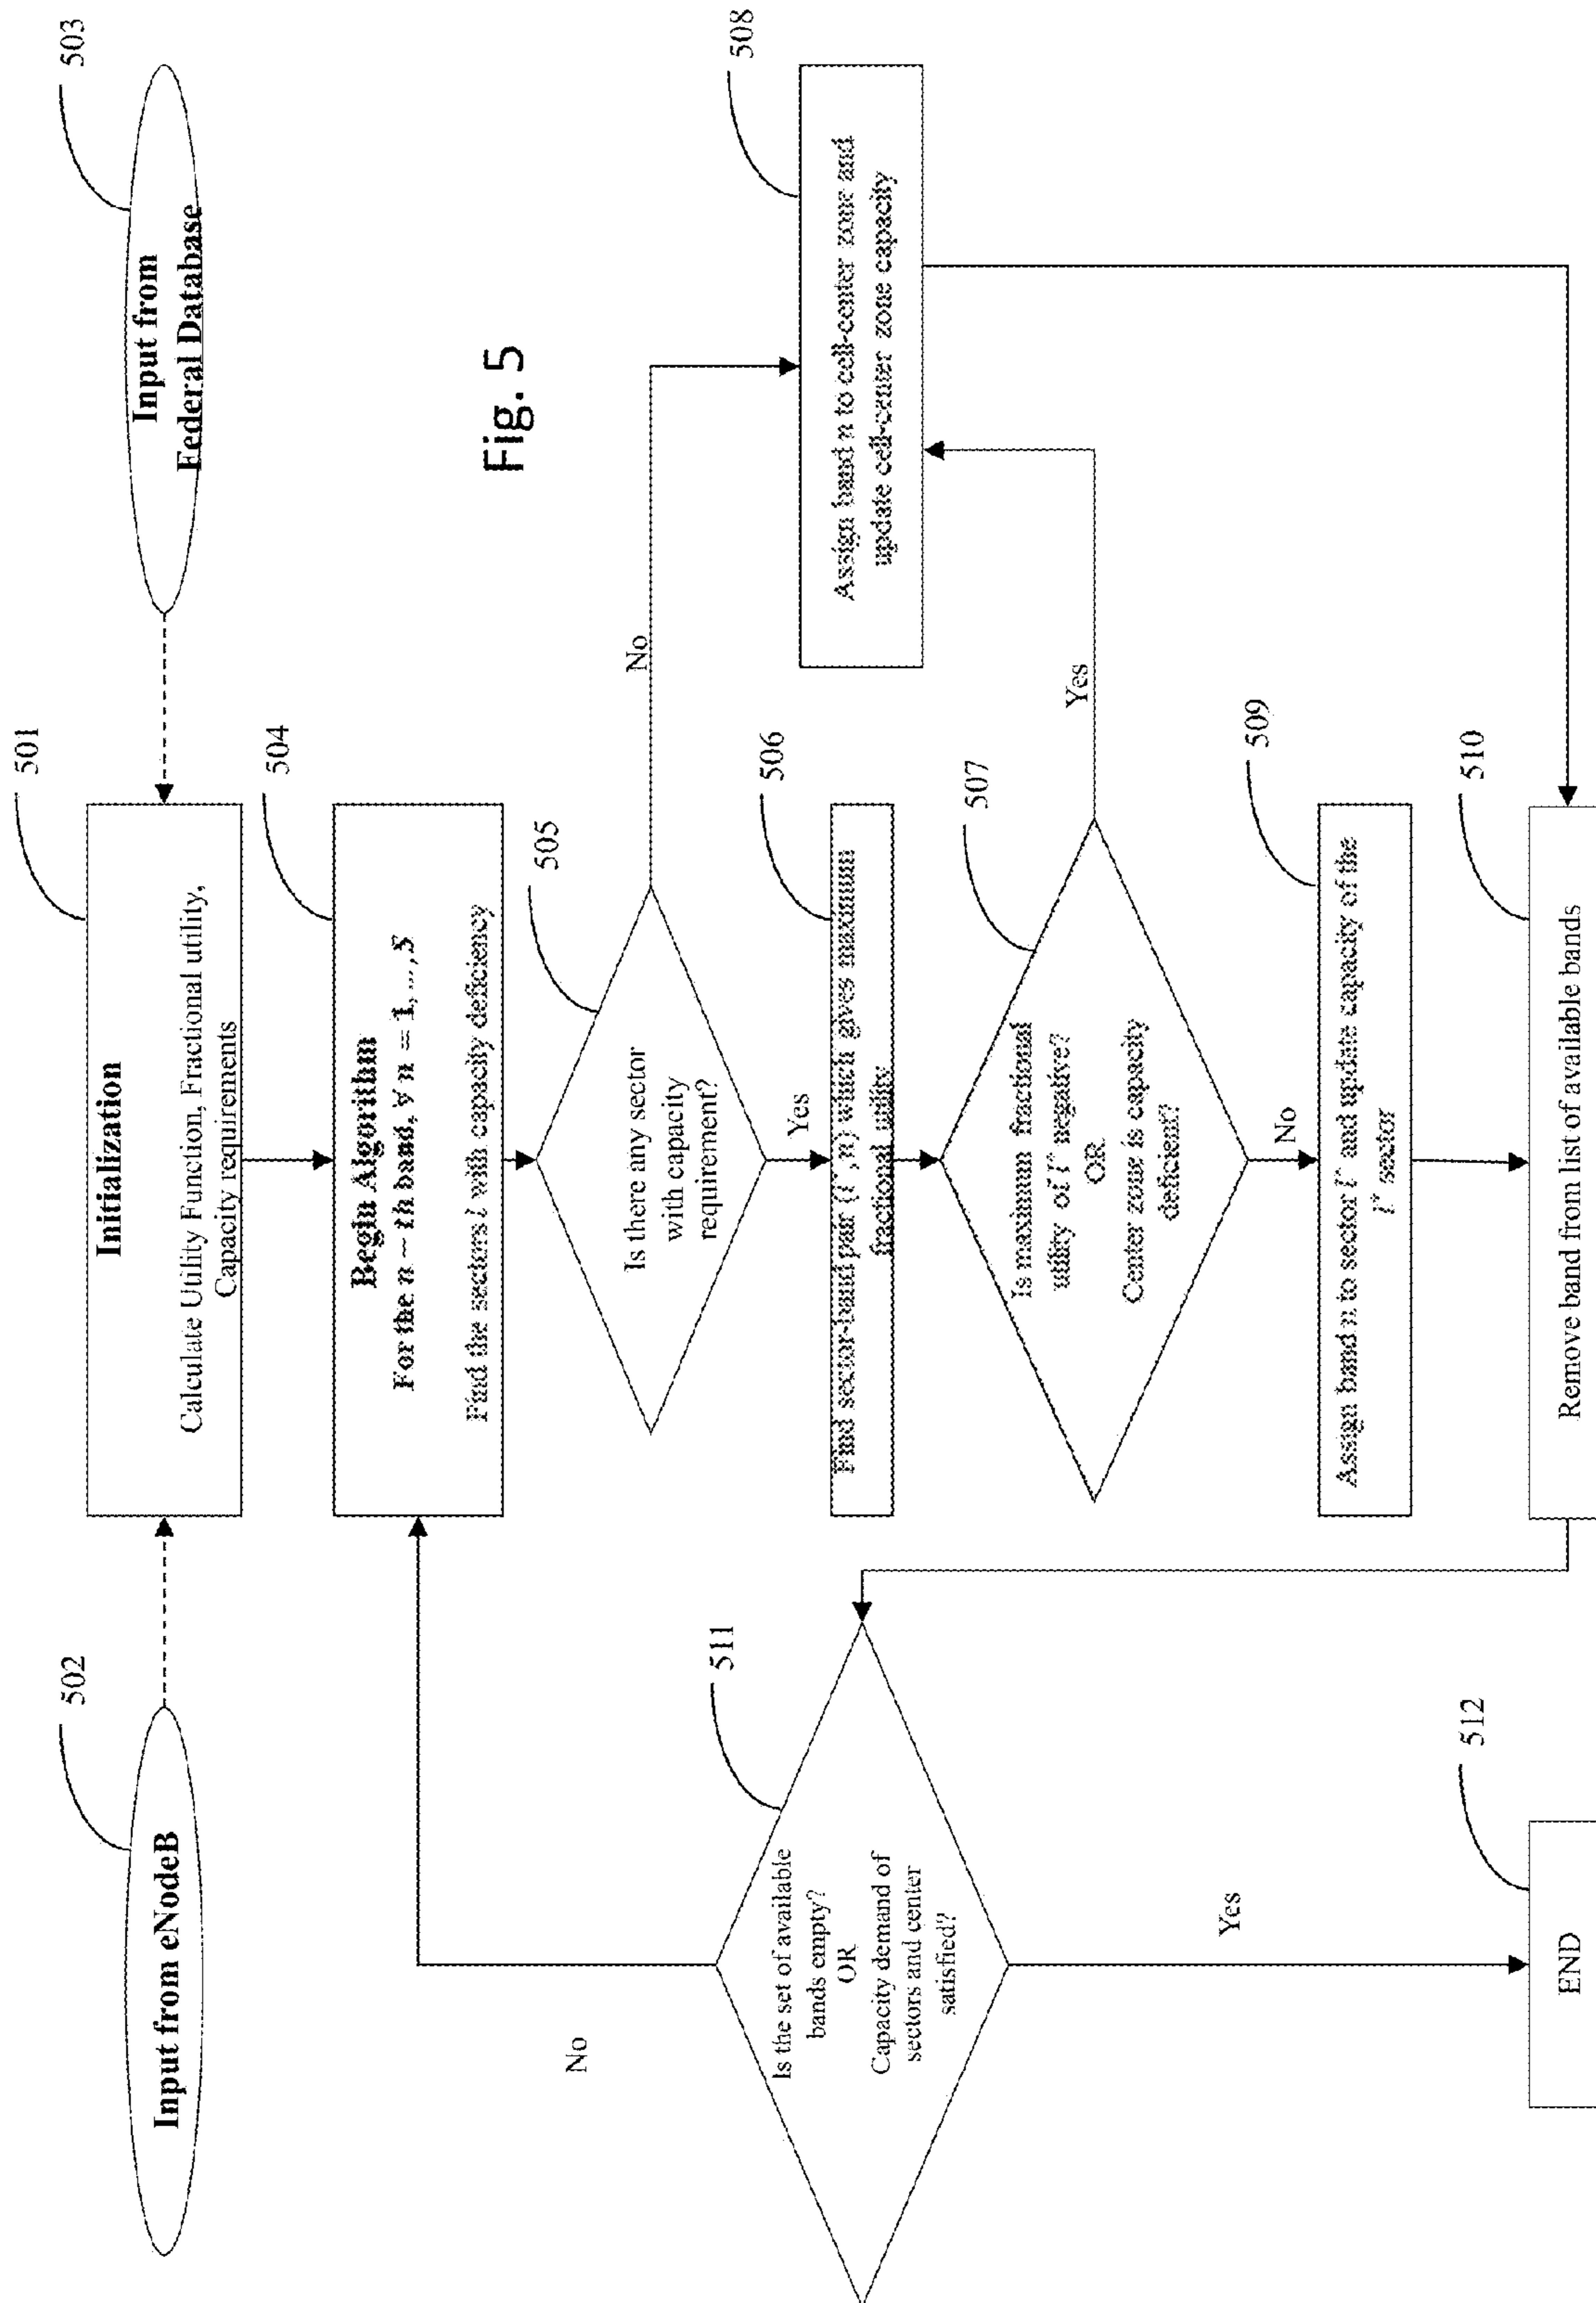 502
501
503
Input from eNodeB
Initialization
Calculate Utility Function, Fractional utility,
Capacity requirements
Input from
Federal Database
504
Begin Algorithm
For the n − th band, ∀ n = 1, ..., S
Find the sectors l with capacity deficiency
505
Is there any sector
with capacity
requirement?
No
Yes
Fig. 5
508
Assign band n to cell-center zone and
update cell-center zone capacity
506
Find sector-band pair (l*, n) which gives maximum
fractional utility
507
Is maximum fractional
utility of l* negative?
OR
Center zone is capacity
deficient?
Yes
No
509
Assign band n to sector l* and update capacity of the
l* sector
510
Remove band from list of available bands
511
Is the set of available
bands empty?
OR
Capacity demand of
sectors and center
satisfied?
No
Yes
512
END